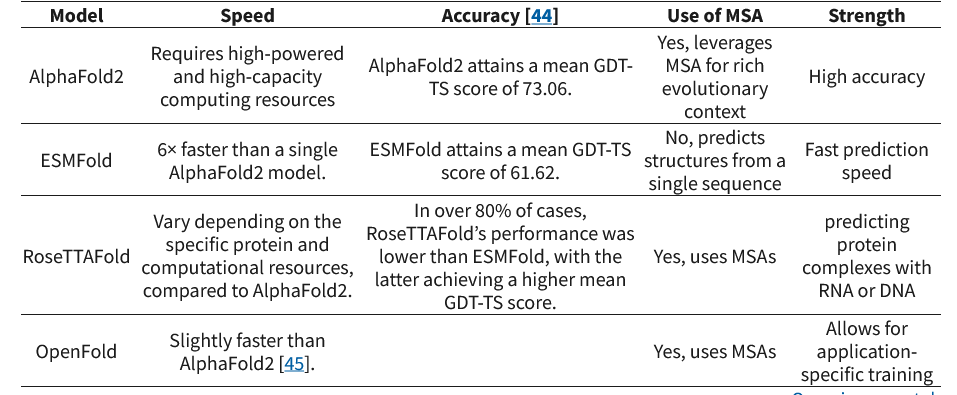 Model Speed Accuracy [44] Use of MSA Strength
AlphaFold2
Requires high-powered
and high-capacity
computing resources
AlphaFold2 attains a mean GDT-
TS score of 73.06.
Yes, leverages
MSA for rich
evolutionary
context
High accuracy
ESMFold
6× faster than a single
AlphaFold2 model.
ESMFold attains a mean GDT-TS
score of 61.62.
No, predicts
structures from a
single sequence
Fast prediction
speed
RoseTTAFold
Vary depending on the
specific protein and
computational resources,
compared to AlphaFold2.
In over 80% of cases,
RoseTTAFold's performance was
lower than ESMFold, with the
latter achieving a higher mean
GDT-TS score.
Yes, uses MSAs
predicting
protein
complexes with
RNA or DNA
OpenFold
Slightly faster than
AlphaFold2 [45].
Yes, uses MSAs
Allows for
application-
specific training